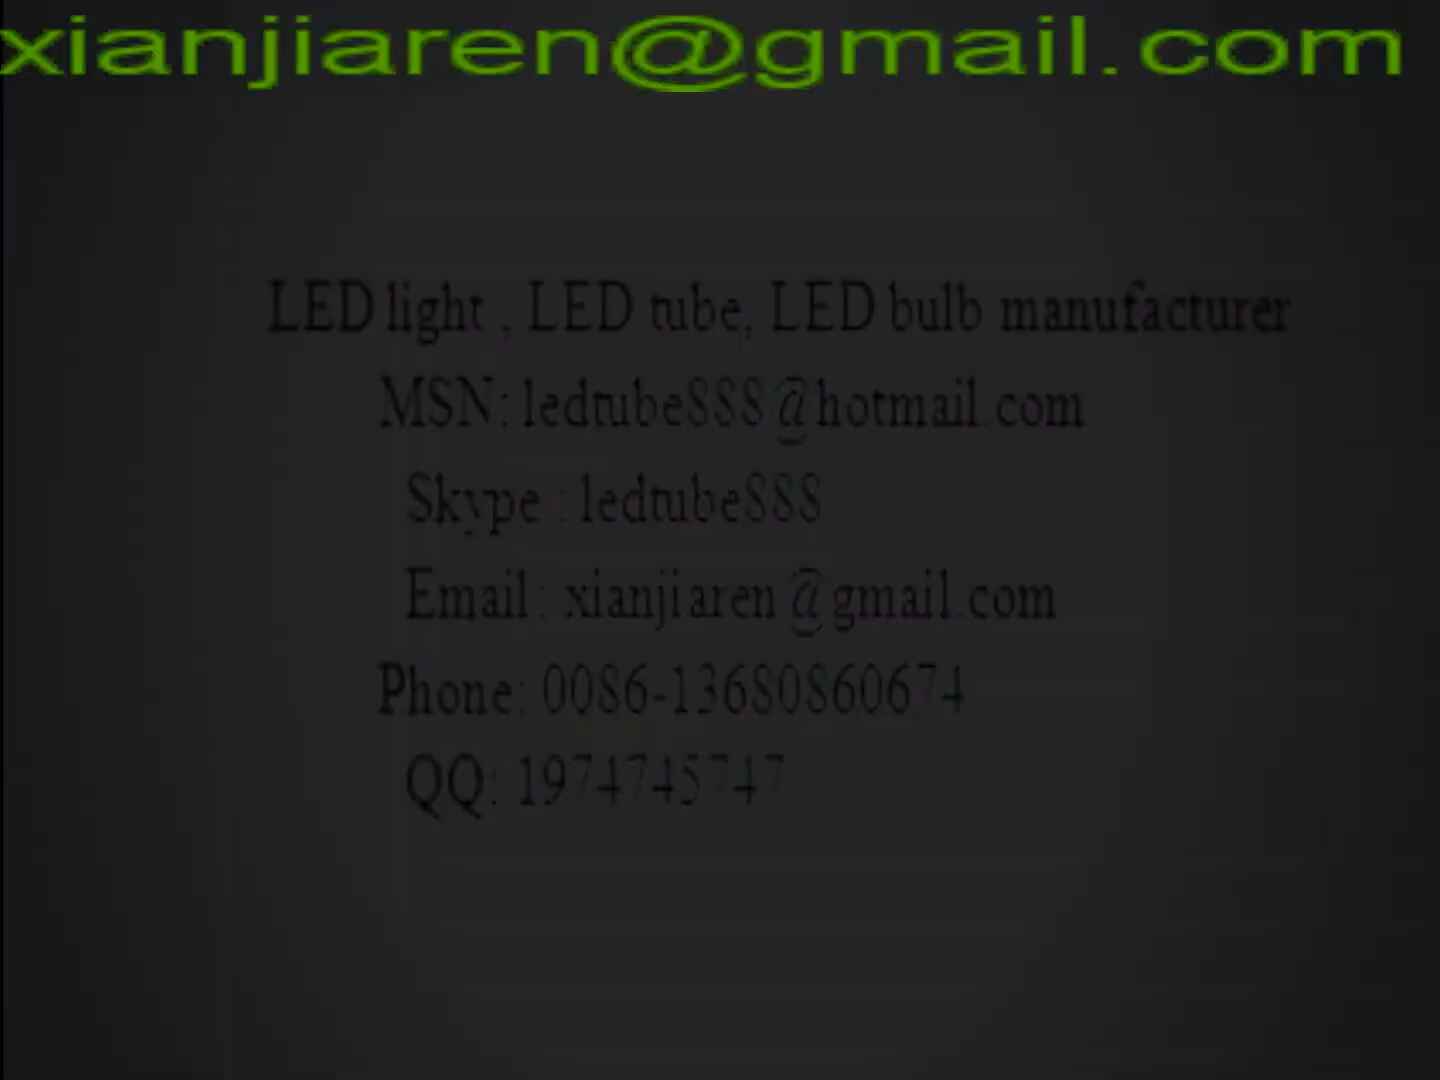 xianjiaren@gmail.com
LED light , LED tube, LED bulb manufacturer
MSN: ledtube888@hotmail.com
Skype : ledtube888
Email : xianjiaren@gmail.com
Phone: 0086-13680860674
QQ: 1974745747